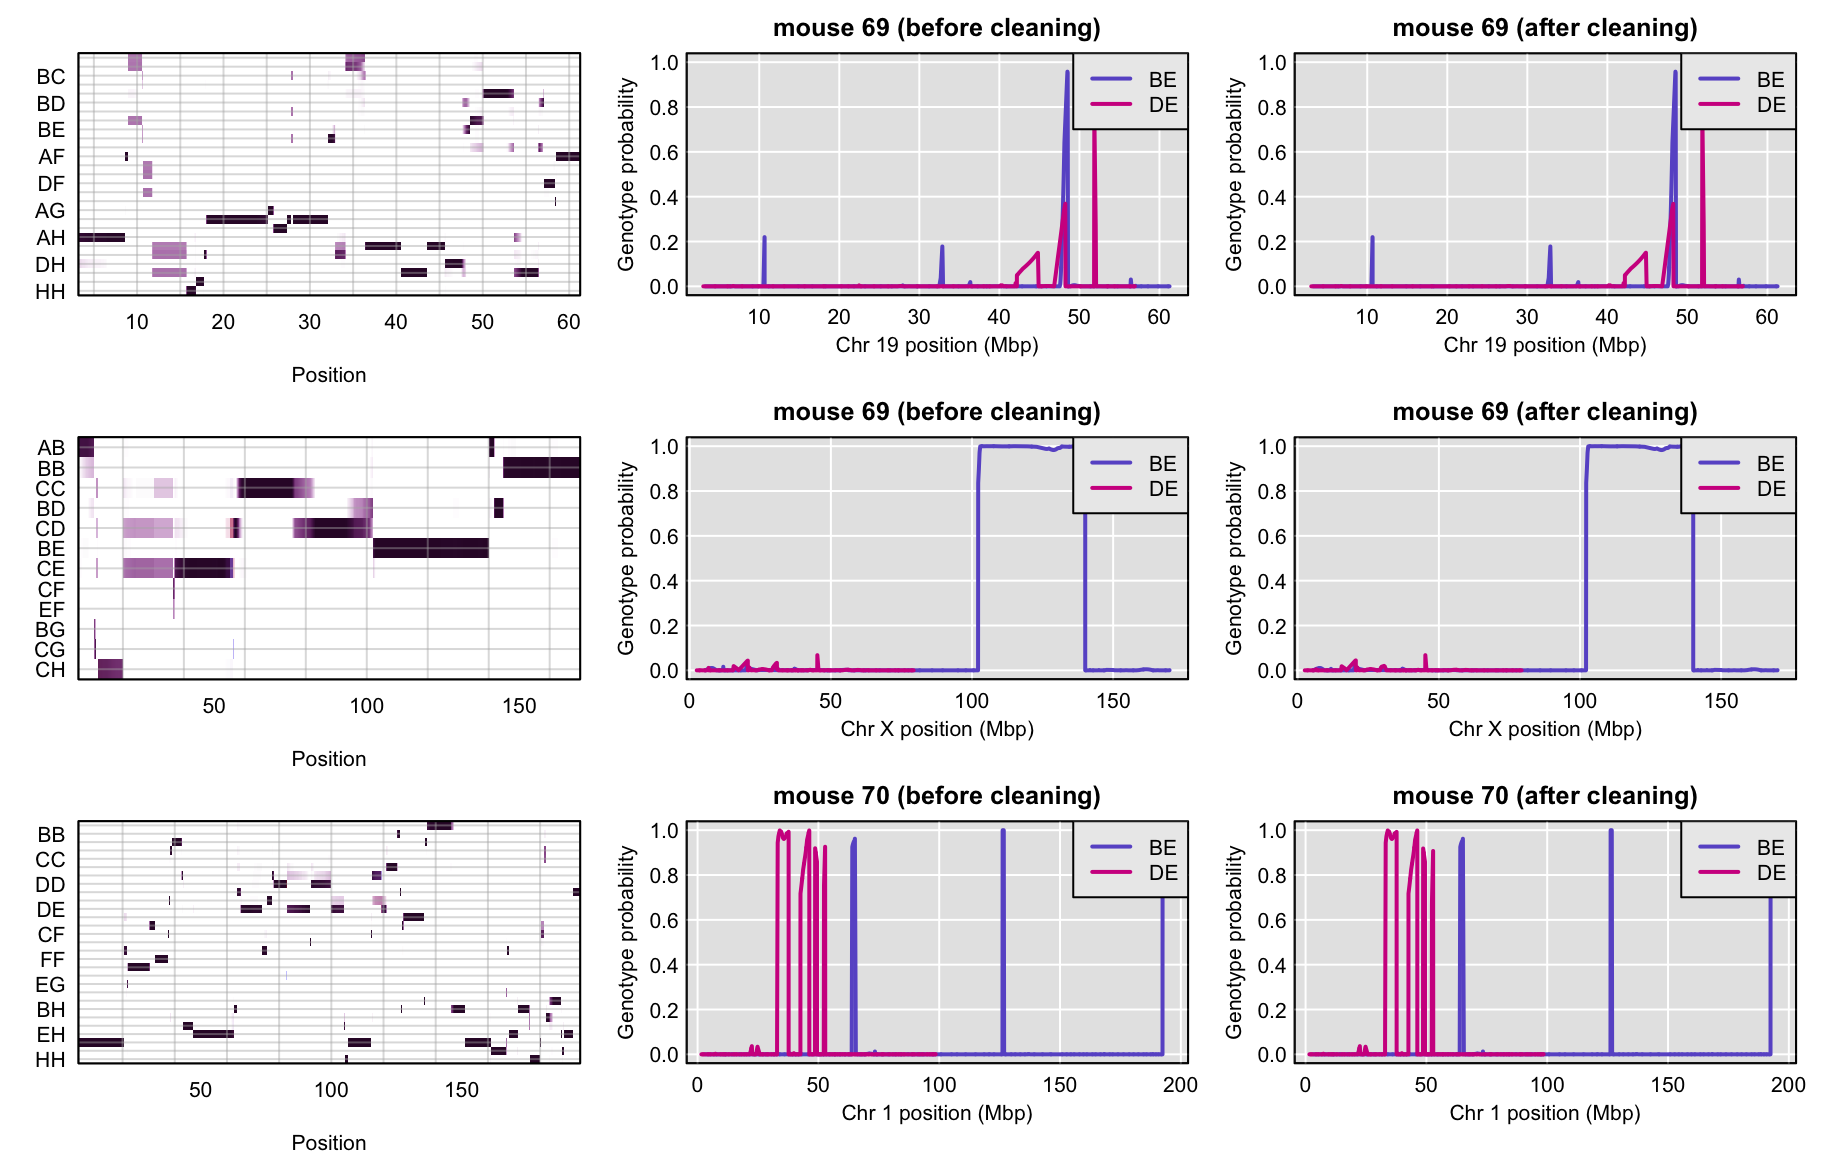 BC
BD
BE
AF
DF
AG
AH
DH
HH
10 20 30 40 50 60
Position
mouse 69 (before cleaning)
Genotype probability
1.0
0.8
0.6
0.4
0.2
0.0
BE
DE
10 20 30 40 50 60
Chr 19 position (Mbp)
mouse 69 (after cleaning)
Genotype probability
1.0
0.8
0.6
0.4
0.2
0.0
BE
DE
10 20 30 40 50 60
Chr 19 position (Mbp)
AB
BB
CC
BD
CD
BE
CE
CF
EF
BG
CG
CH
50 100 150
Position
mouse 69 (before cleaning)
Genotype probability
1.0
0.8
0.6
0.4
0.2
0.0
BE
DE
0 50 100 150
Chr X position (Mbp)
mouse 69 (after cleaning)
Genotype probability
1.0
0.8
0.6
0.4
0.2
0.0
BE
DE
0 50 100 150
Chr X position (Mbp)
BB
CC
DD
DE
CF
FF
EG
BH
EH
HH
50 100 150
Position
mouse 70 (before cleaning)
Genotype probability
1.0
0.8
0.6
0.4
0.2
0.0
BE
DE
0 50 100 150 200
Chr 1 position (Mbp)
mouse 70 (after cleaning)
Genotype probability
1.0
0.8
0.6
0.4
0.2
0.0
BE
DE
0 50 100 150 200
Chr 1 position (Mbp)